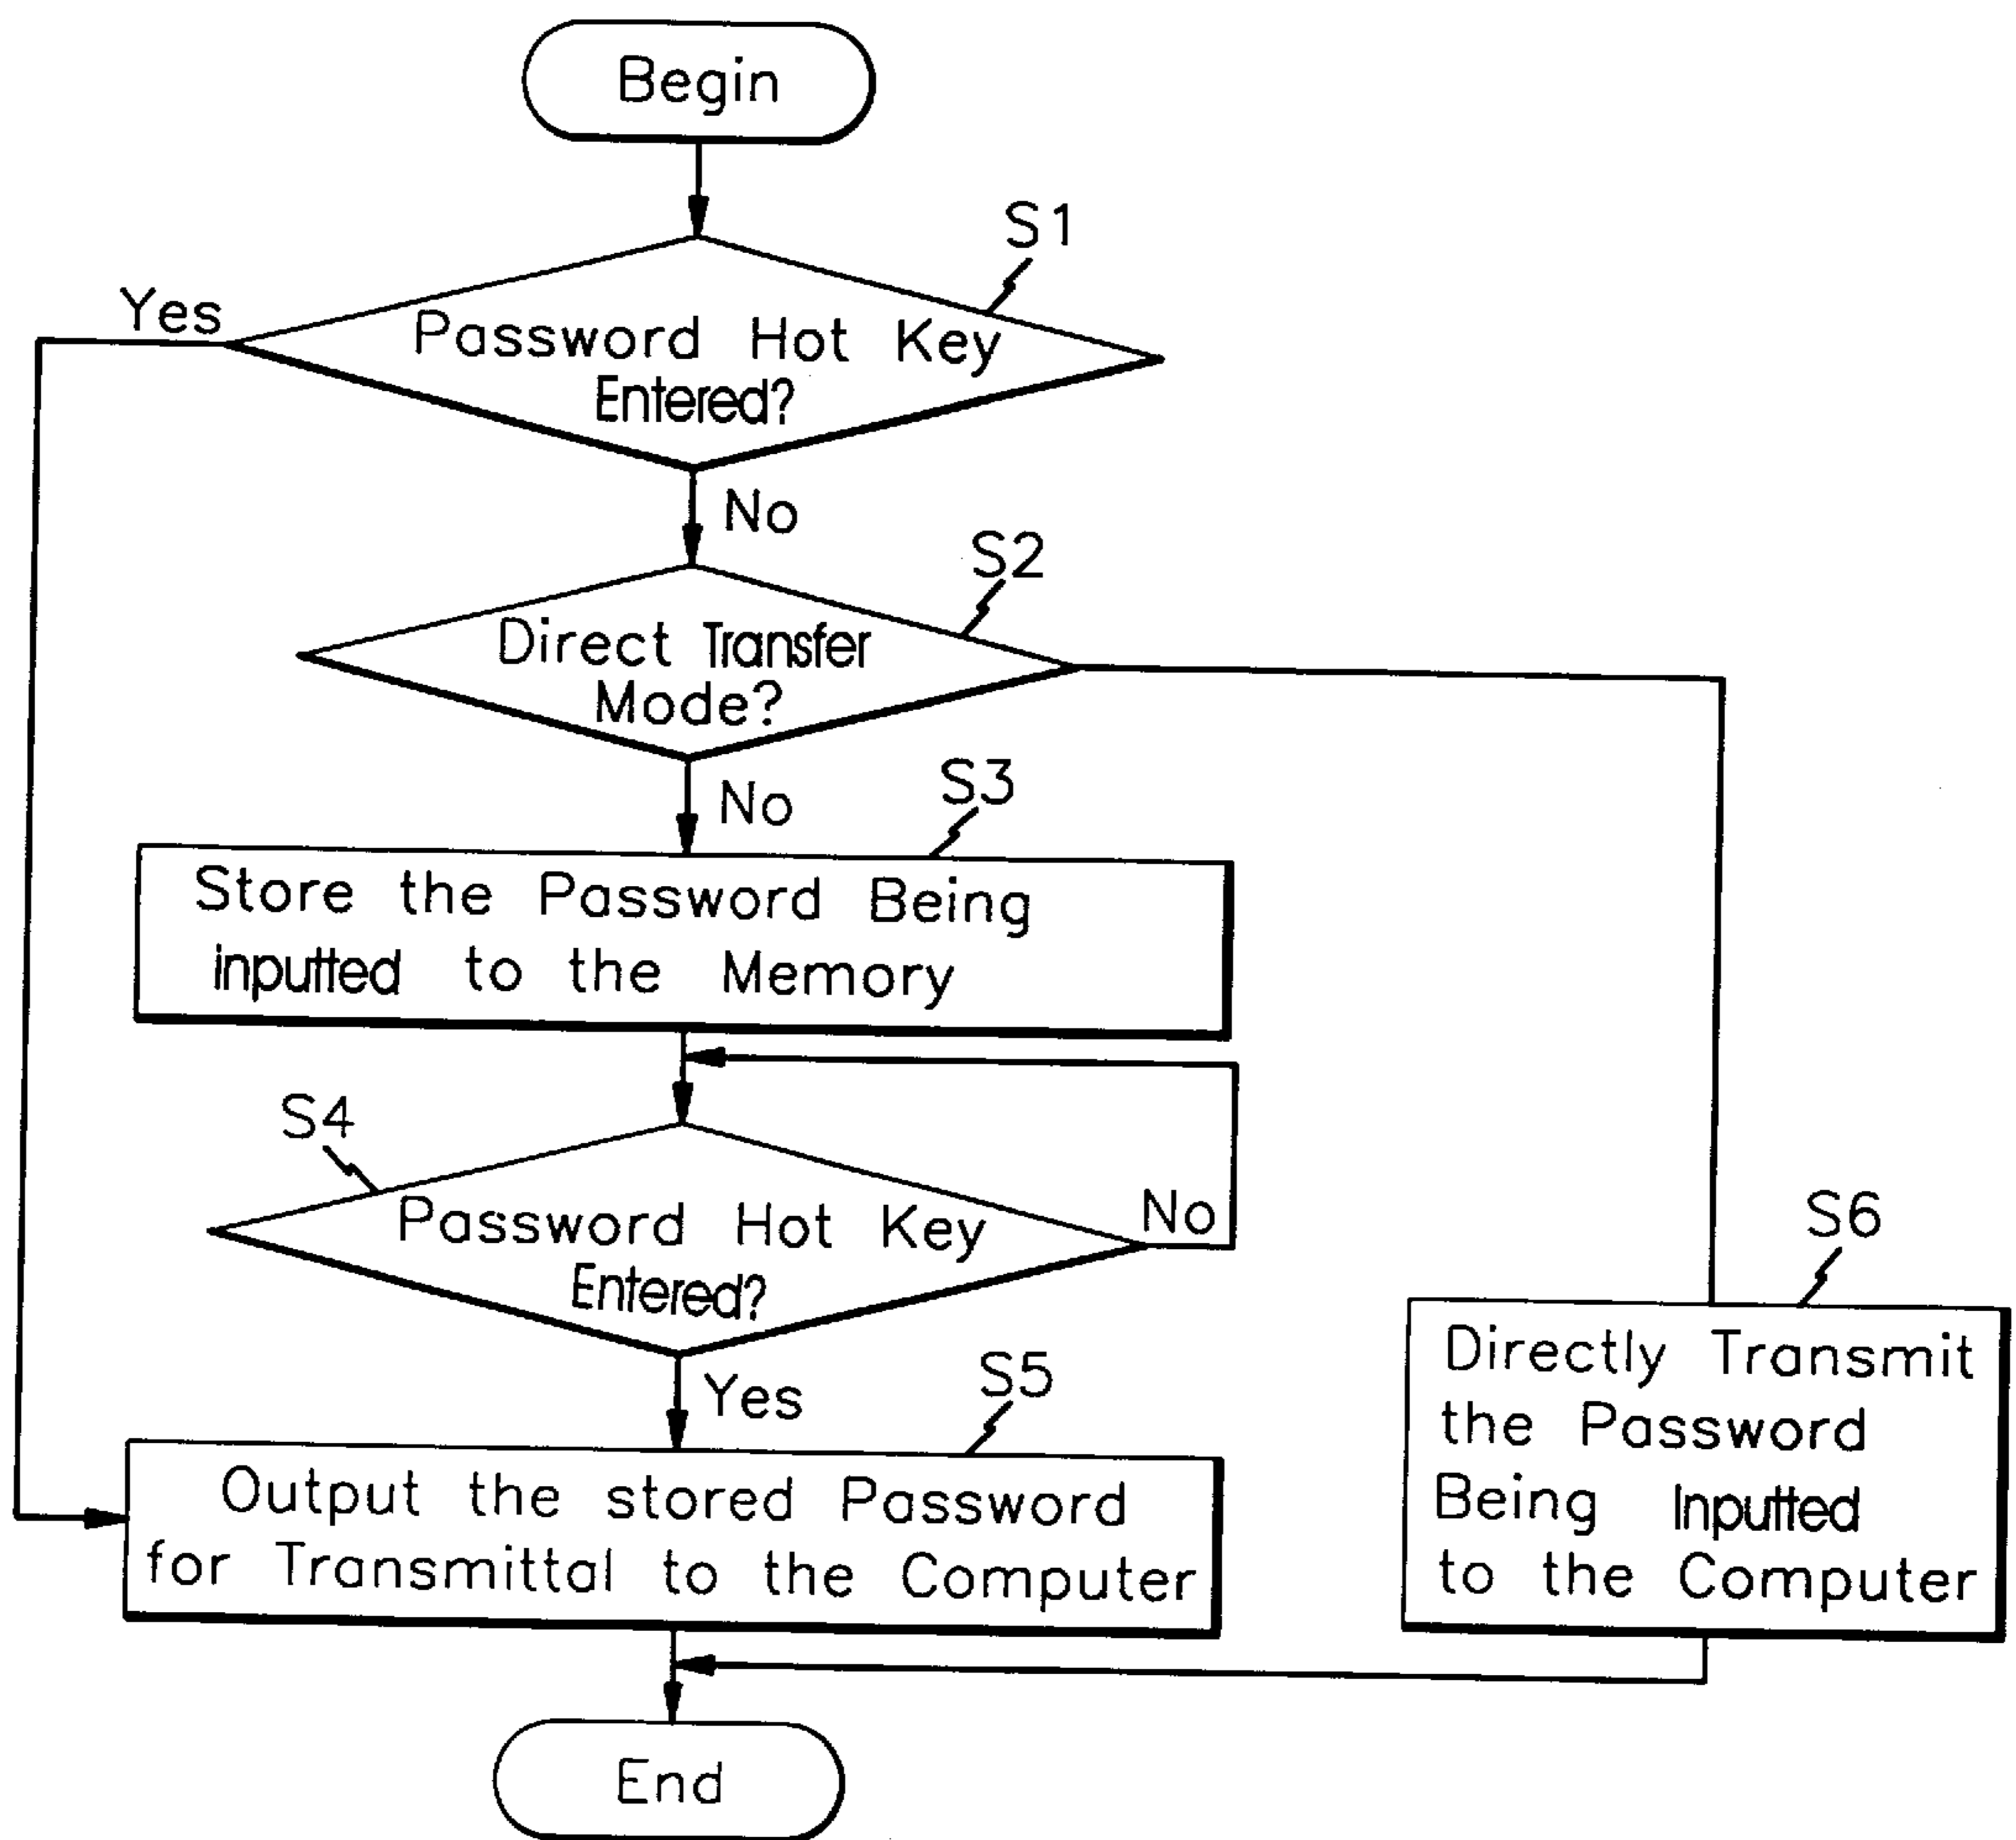 Begin
S1
Yes
Password Hot Key
Entered?
No
S2
Direct Transfer
Mode?
No
S3
Store the Password Being
inputted to the Memory
S4
Password Hot Key
Entered?
No
Yes
S5
Output the stored Password
for Transmittal to the Computer
S6
Directly Transmit
the Password
Being Inputted
to the Computer
End